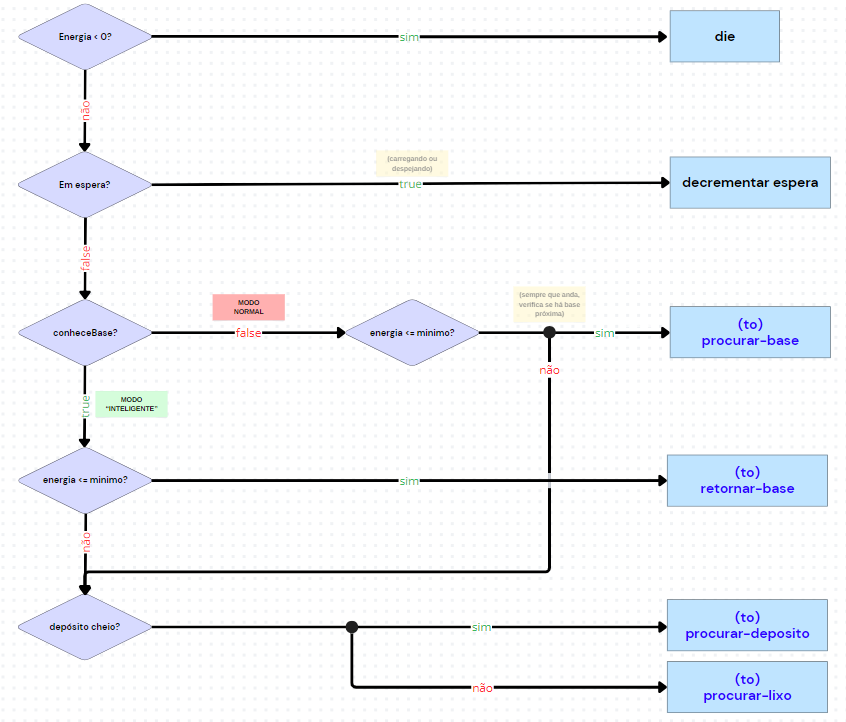 Energia < 0?
sim
die
não
(carregando ou
despejando)
Em espera?
true
decrementar espera
false
MODO
NORMAL
(sempre que anda,
verifica se há base
próxima)
conheceBase?
false
energia <= minimo?
sim
(to)
procurar-base
não
true
MODO
“INTELIGENTE”
energia <= minimo?
sim
(to)
retornar-base
não
depósito cheio?
sim
(to)
procurar-deposito
não
(to)
procurar-lixo